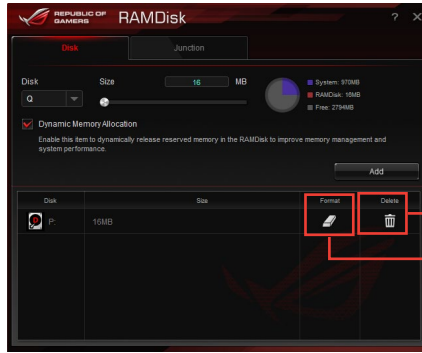 REPUBLIC OF
GAMERS
RAMDisk
? X
Disk
Junction
Disk
Size
16
MB
Q
System: 970MB
RAMDisk: 16MB
Free: 2794MB
Dynamic Memory Allocation
Enable this item to dynamically release reserved memory in the RAMDisk to improve memory management and
system performance.
Add
Disk
Size
Format
Delete
P:
16MB